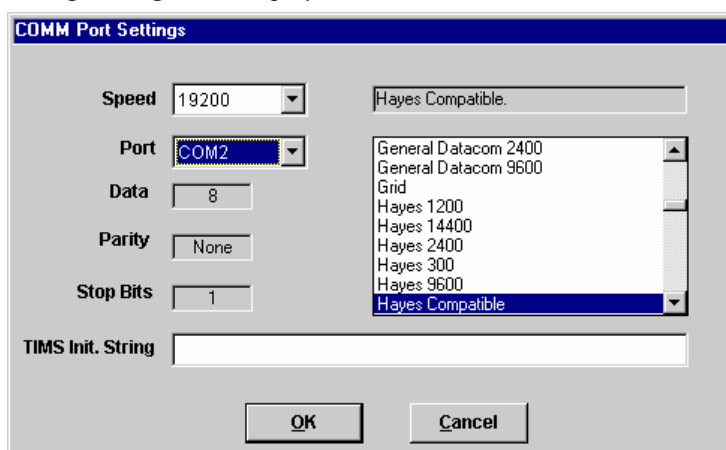 COMM Port Settings
Speed 19200 Hayes Compatible.
Port COM2
Data 8
Parity None
Stop Bits 1
General Datacom 2400
General Datacom 9600
Grid
Hayes 1200
Hayes 14400
Hayes 2400
Hayes 300
Hayes 9600
Hayes Compatible
TIMS Init. String
OK Cancel